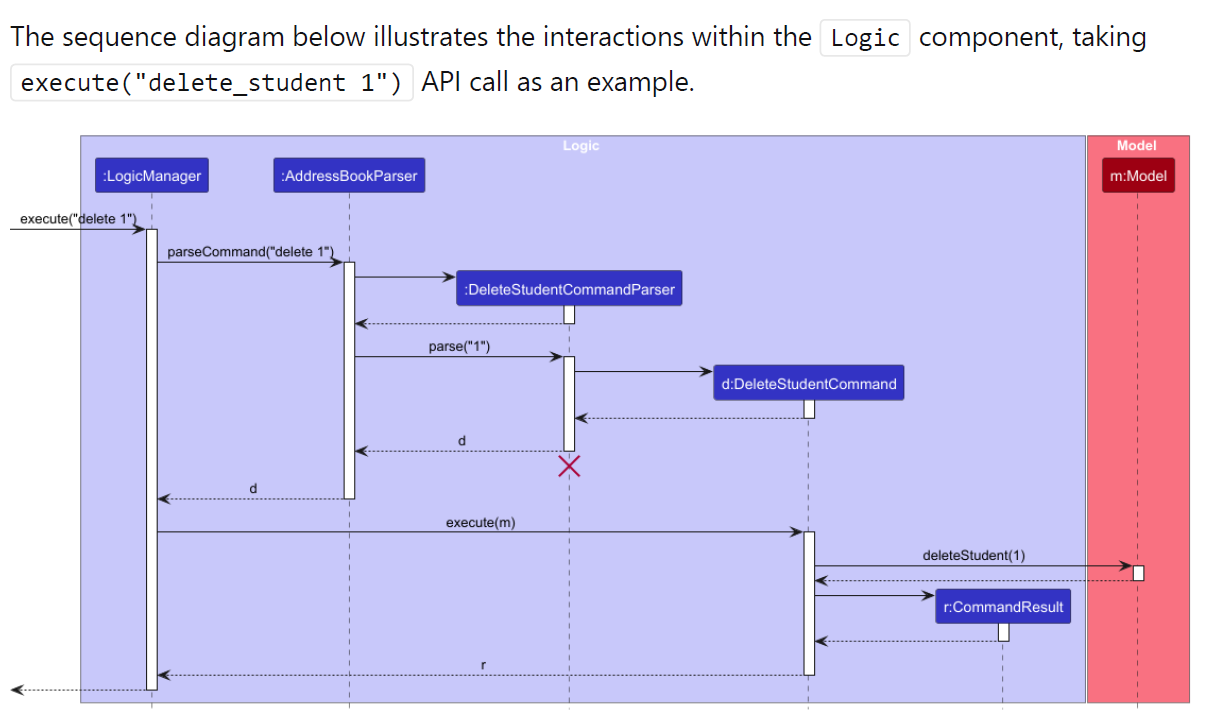 The sequence diagram below illustrates the interactions within the Logic component, taking
execute("delete_student 1") API call as an example.
Logic
Model
:LogicManager
:AddressBookParser
m:Model
execute("delete 1")
parseCommand("delete 1")
:DeleteStudentCommandParser
parse("1")
d:DeleteStudentCommand
d
d
execute(m)
deleteStudent(1)
r:CommandResult
r